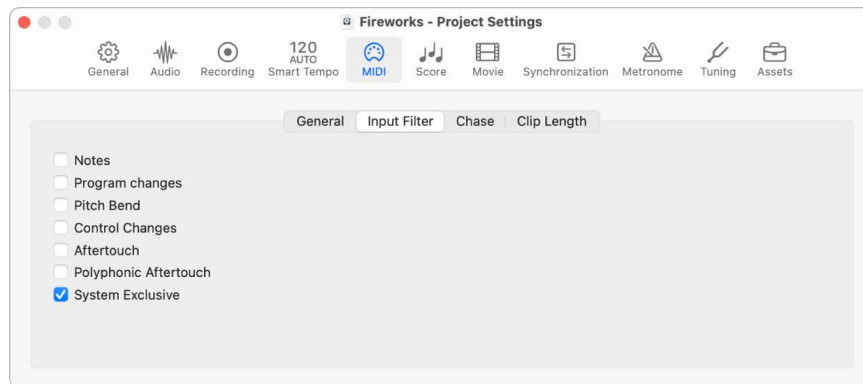 Fireworks - Project Settings
General
Audio
Recording
120
AUTO
Smart Tempo
MIDI
Score
Movie
Synchronization
Metronome
Tuning
Assets
General Input Filter Chase Clip Length
Notes
Program changes
Pitch Bend
Control Changes
Aftertouch
Polyphonic Aftertouch
System Exclusive